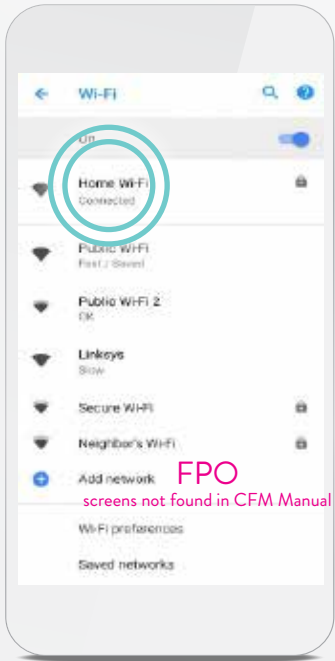 Wi-Fi
On
Home Wi-Fi
Connected
Public Wi-Fi
Fast / Saved
Public Wi-Fi 2
OK
Linksys
Slow
Secure Wi-Fi
Neighbor's Wi-Fi
Add network
FPO
screens not found in CFM Manual
Wi-Fi preferences
Saved networks